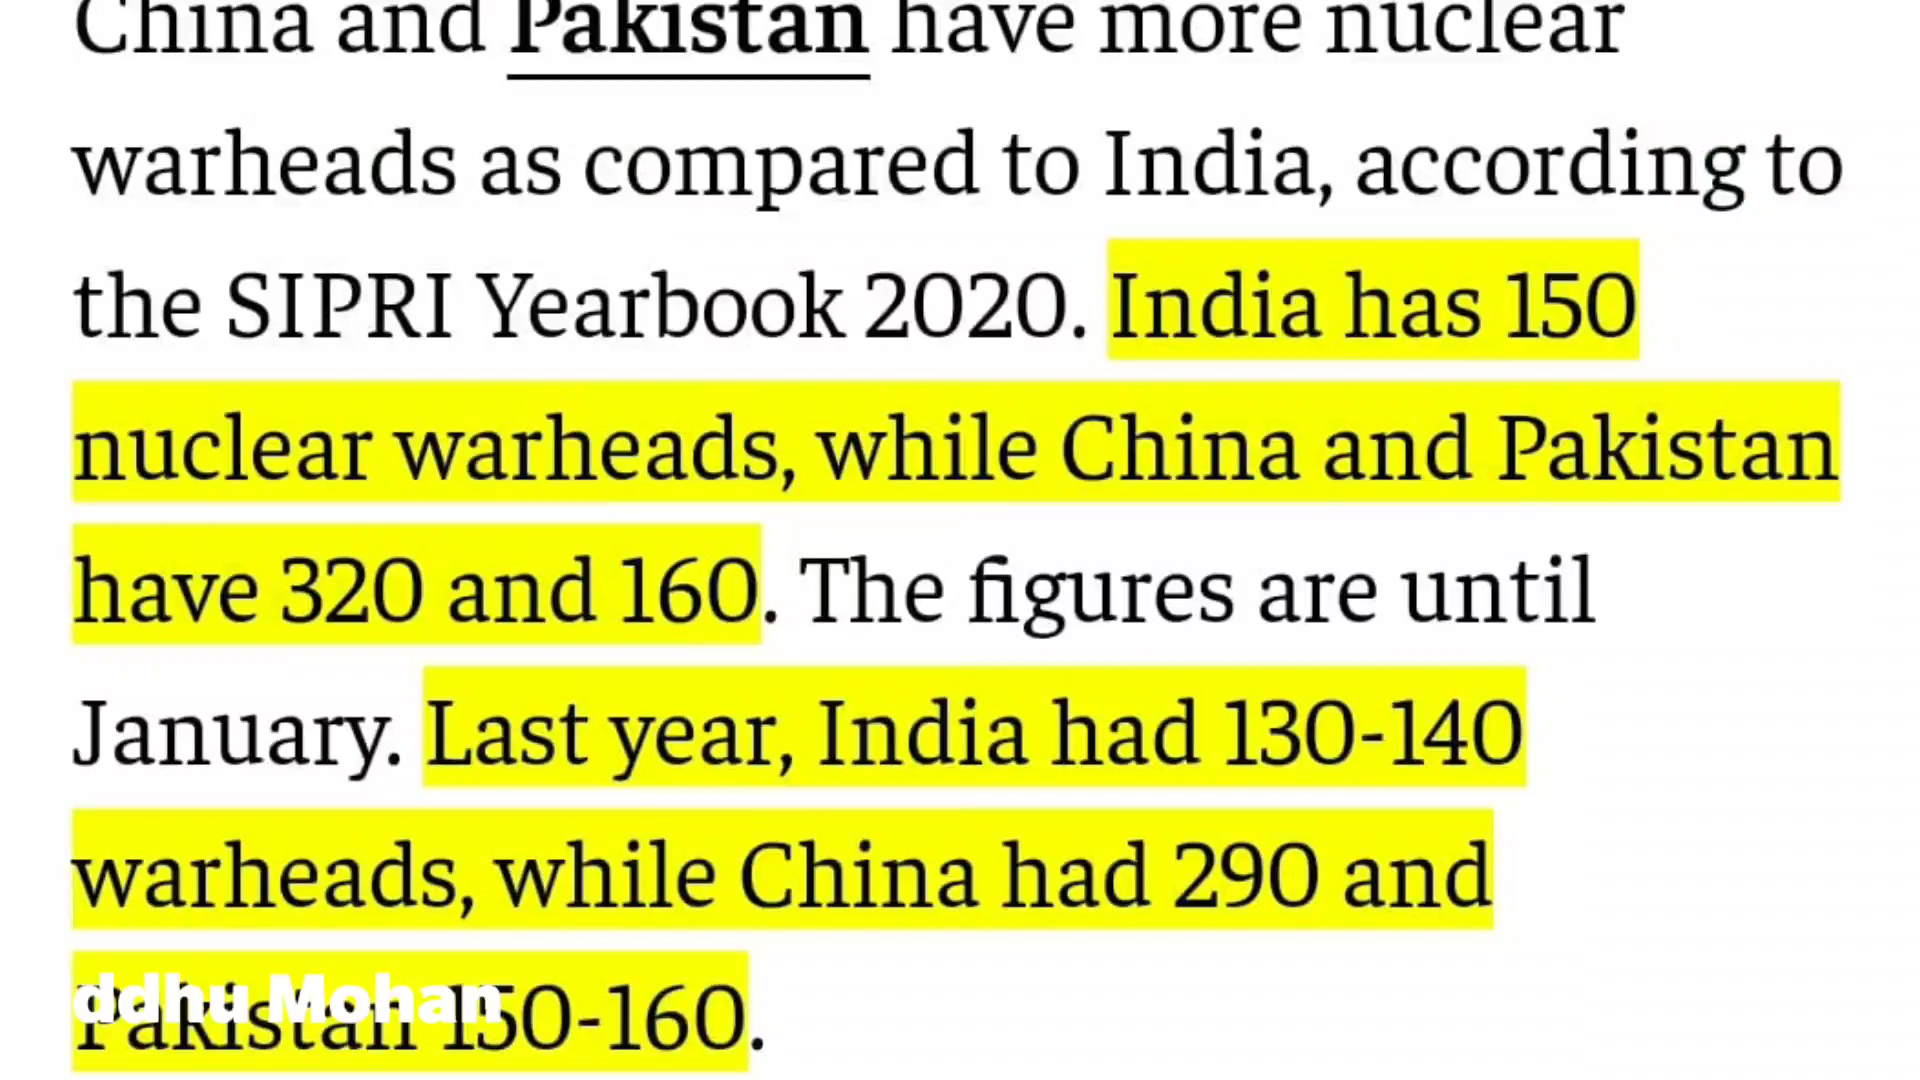 China and Pakistan have more nuclear
warheads as compared to India, according to
the SIPRI Yearbook 2020. India has 150
nuclear warheads, while China and Pakistan
have 320 and 160. The figures are until
January. Last year, India had 130-140
warheads, while China had 290 and
Pakistan 150-160.
ddhu Mohan